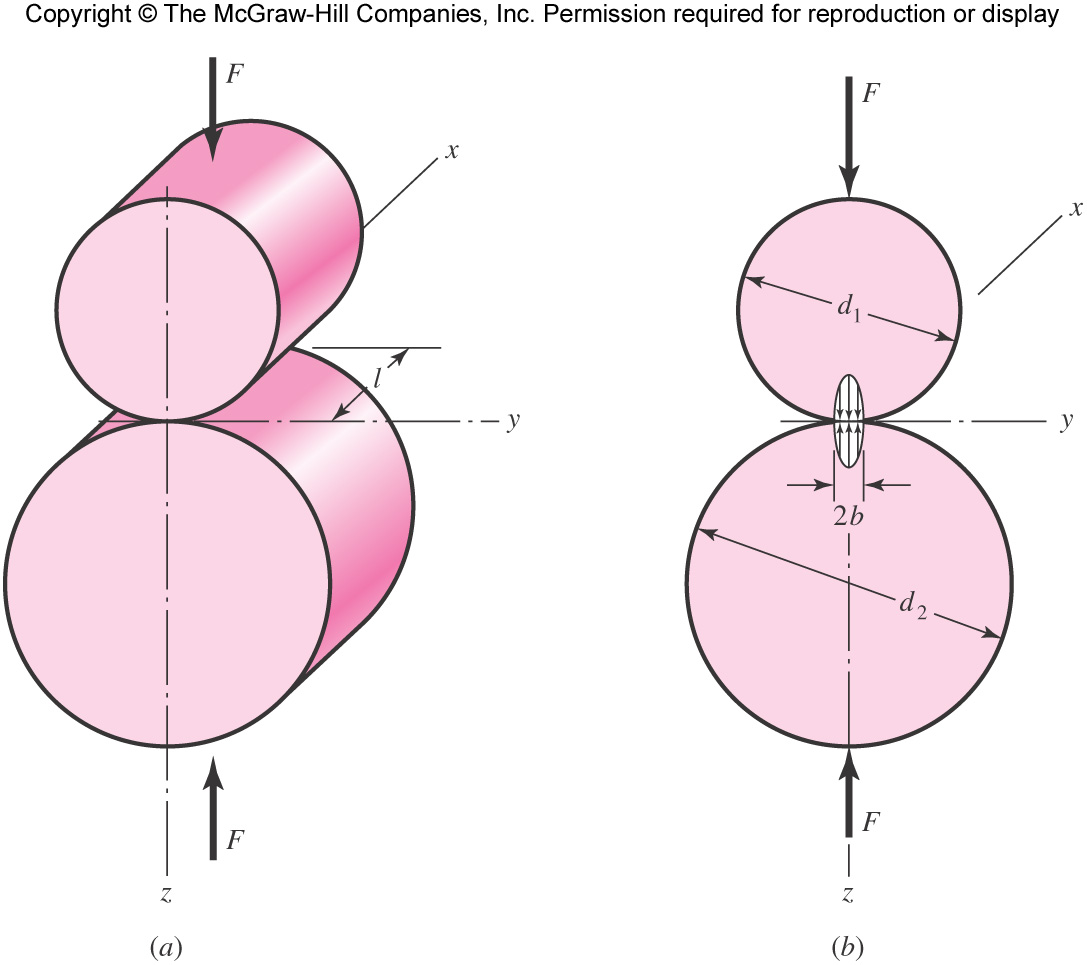 Copyright © The McGraw-Hill Companies, Inc. Permission required for reproduction or display
F
x
l
y
F
z
(a)
F
x
d1
y
2b
d2
F
z
(b)